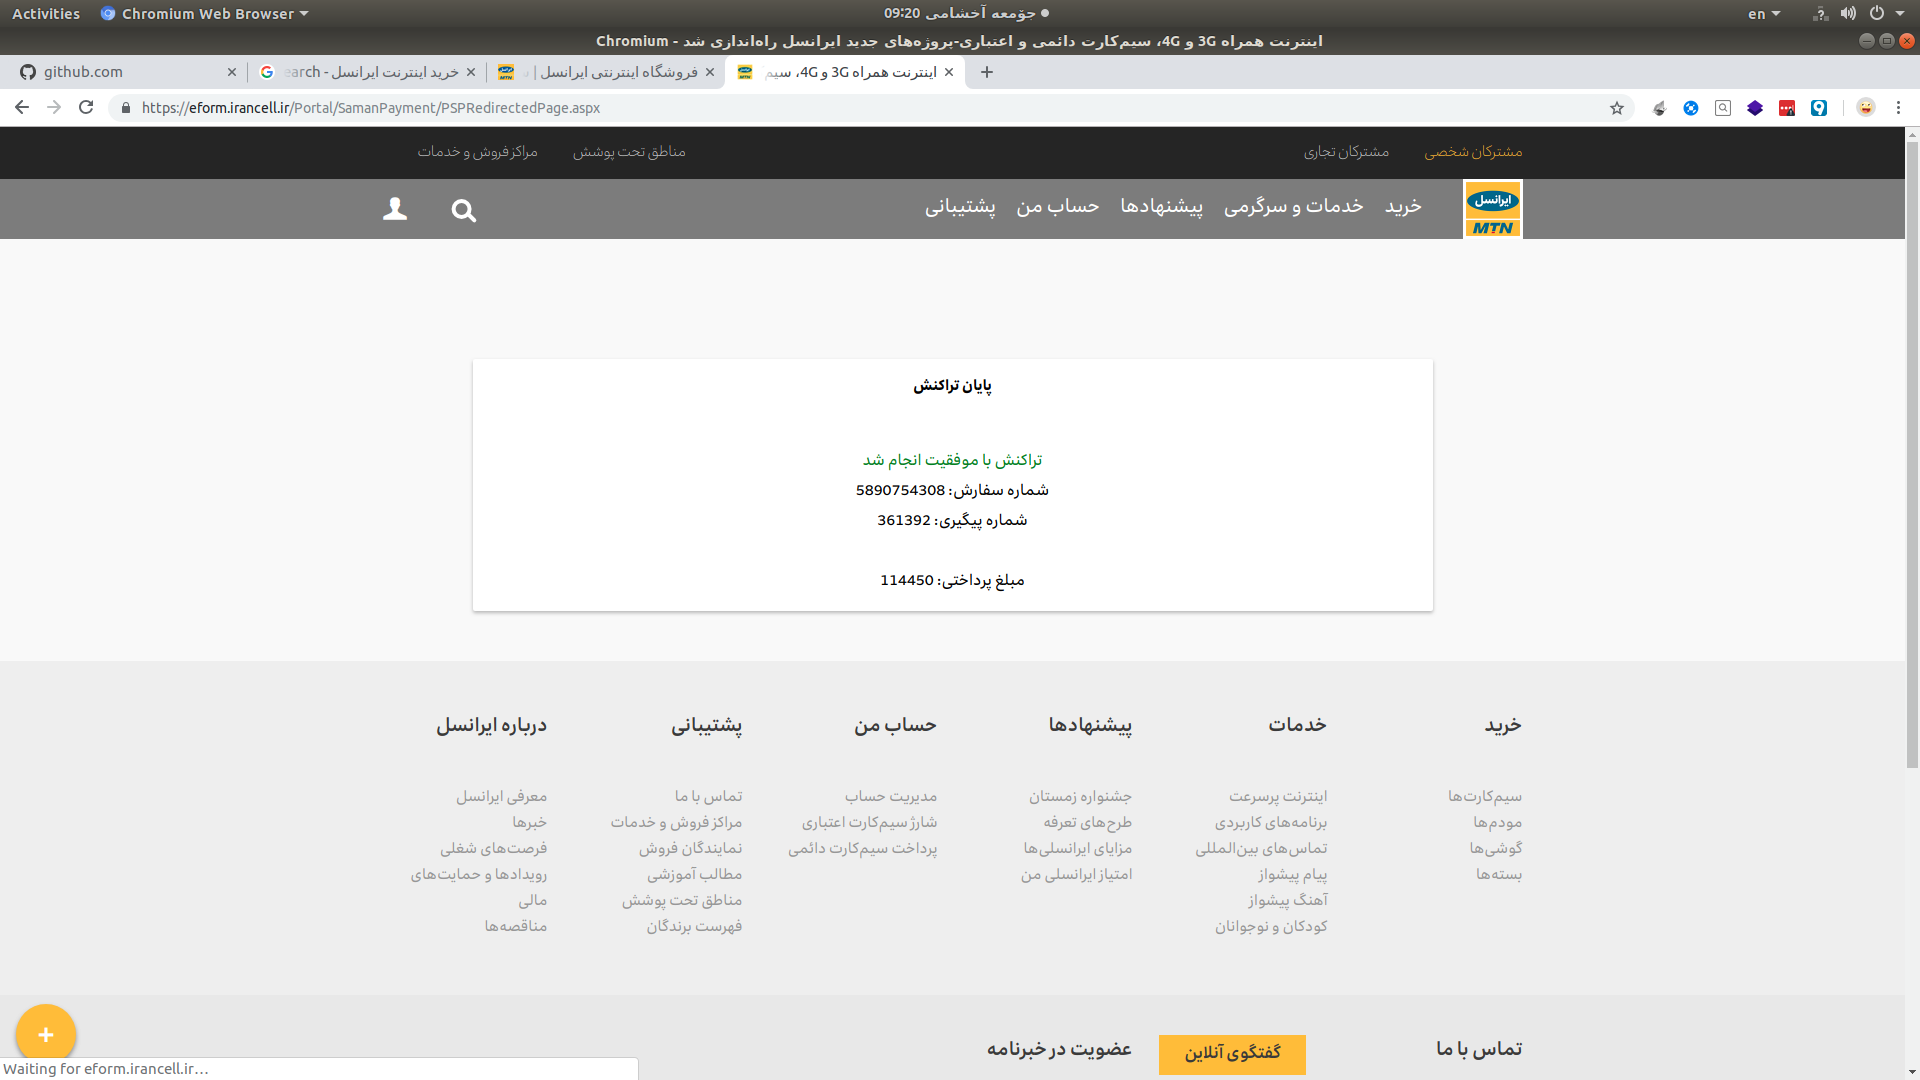 Activities
Chromium Web Browser
جۆمعه آخشامی 09:20
en
اینترنت همراه 3G و 4G، سیم‌کارت دائمی و اعتباری-پروژه‌های جدید ایرانسل راه‌اندازی شد - Chromium
github.com
خرید اینترنت ایرانسل - earch
فروشگاه اینترنتی ایرانسل |
اینترنت همراه 3G و 4G، سیم
https://eform.irancell.ir/Portal/SamanPayment/PSPRedirectedPage.aspx
مشترکان شخصی
مشترکان تجاری
مناطق تحت پوشش
مراکز فروش و خدمات
ایرانسل
MTN
خرید
خدمات و سرگرمی
پیشنهادها
حساب من
پشتیبانی
پایان تراکنش
تراکنش با موفقیت انجام شد
شماره سفارش: 5890754308
شماره پیگیری: 361392
مبلغ پرداختی: 114450
خرید
سیم‌کارت‌ها
مودم‌ها
گوشی‌ها
بسته‌ها
خدمات
اینترنت پرسرعت
برنامه‌های کاربردی
تماس‌های بین‌المللی
پیام پیشواز
آهنگ پیشواز
کودکان و نوجوانان
پیشنهادها
جشنواره زمستان
طرح‌های تعرفه
مزایای ایرانسلی‌ها
امتیاز ایرانسلی من
حساب من
مدیریت حساب
شارژ سیم‌کارت اعتباری
پرداخت سیم‌کارت دائمی
پشتیبانی
تماس با ما
مراکز فروش و خدمات
نمایندگان فروش
مطالب آموزشی
مناطق تحت پوشش
فهرست برندگان
درباره ایرانسل
معرفی ایرانسل
خبرها
فرصت‌های شغلی
رویدادها و حمایت‌های
مالی
مناقصه‌ها
تماس با ما
گفتگوی آنلاین
عضویت در خبرنامه
+
Waiting for eform.irancell.ir…